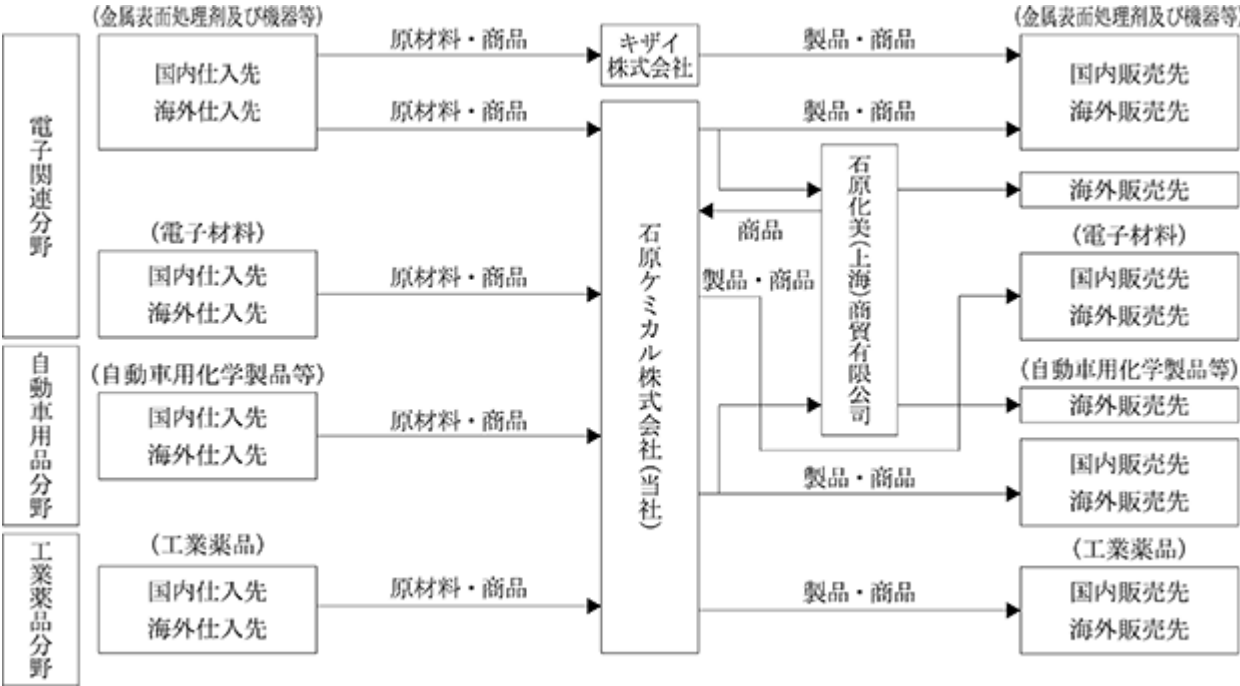 (金属表面処理剤及び機器等)
原材料・商品
キザイ
株式会社
製品・商品
(金属表面処理剤及び機器等)
国内仕入先
海外仕入先
国内販売先
海外販売先
電子関連分野
原材料・商品
製品・商品
石原化美(上海)商貿有限公司
海外販売先
商品
(電子材料)
国内仕入先
海外仕入先
原材料・商品
石原ケミカル株式会社(当社)
製品・商品
(電子材料)
国内販売先
海外販売先
自動車用品分野
(自動車用化学製品等)
国内仕入先
海外仕入先
原材料・商品
(自動車用化学製品等)
海外販売先
製品・商品
国内販売先
海外販売先
工業薬品分野
(工業薬品)
国内仕入先
海外仕入先
原材料・商品
製品・商品
(工業薬品)
国内販売先
海外販売先